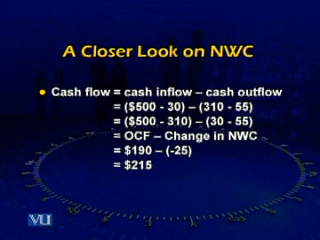 A Closer Look on NWC
• Cash flow = cash inflow – cash outflow
= ($500 - 30) – (310 - 55)
= ($500 - 310) – (30 - 55)
= OCF – Change in NWC
= $190 – (-25)
= $215
VU